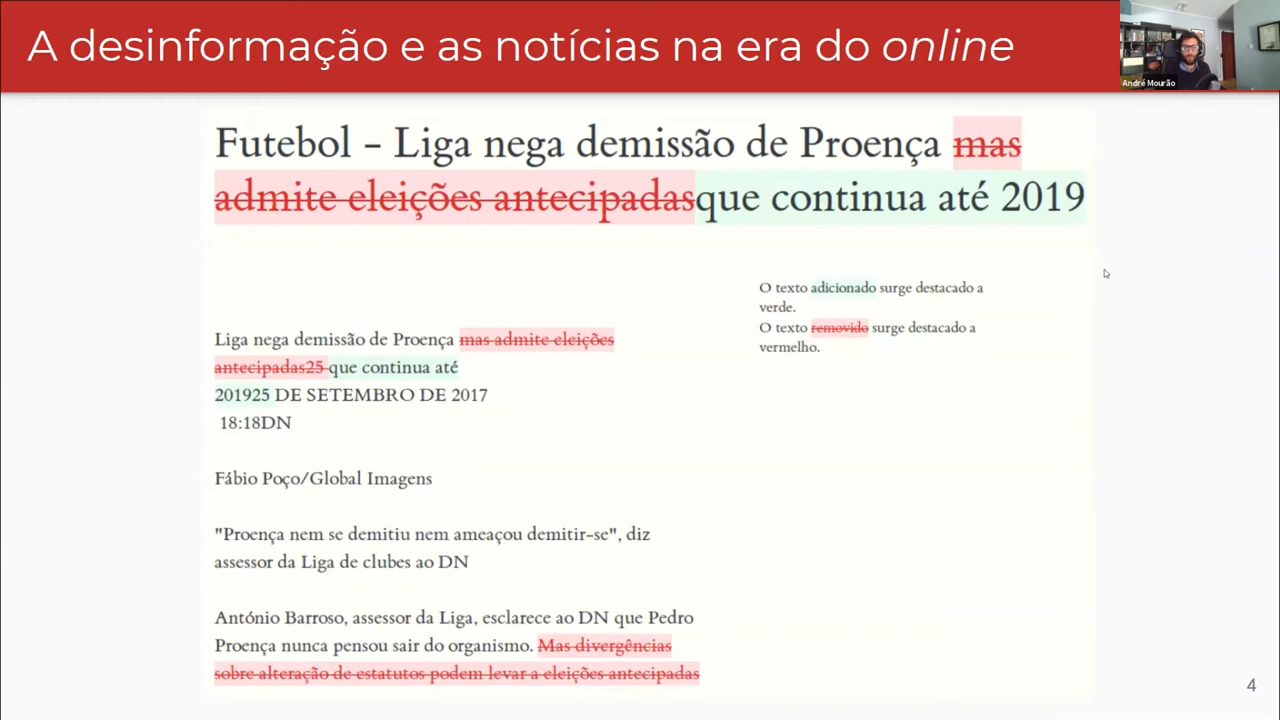 A desinformação e as notícias na era do online
André Mourão
Futebol - Liga nega demissão de Proença mas
admite eleições antecipadasque continua até 2019
O texto adicionado surge destacado a
verde.
O texto removido surge destacado a
vermelho.
Liga nega demissão de Proença mas admite eleições
antecipadas25 que continua até
201925 DE SETEMBRO DE 2017
18:18DN
Fábio Poço/Global Imagens
"Proença nem se demitiu nem ameaçou demitir-se", diz
assessor da Liga de clubes ao DN
António Barroso, assessor da Liga, esclarece ao DN que Pedro
Proença nunca pensou sair do organismo. Mas divergências
sobre alteração de estatutos podem levar a eleições antecipadas
4